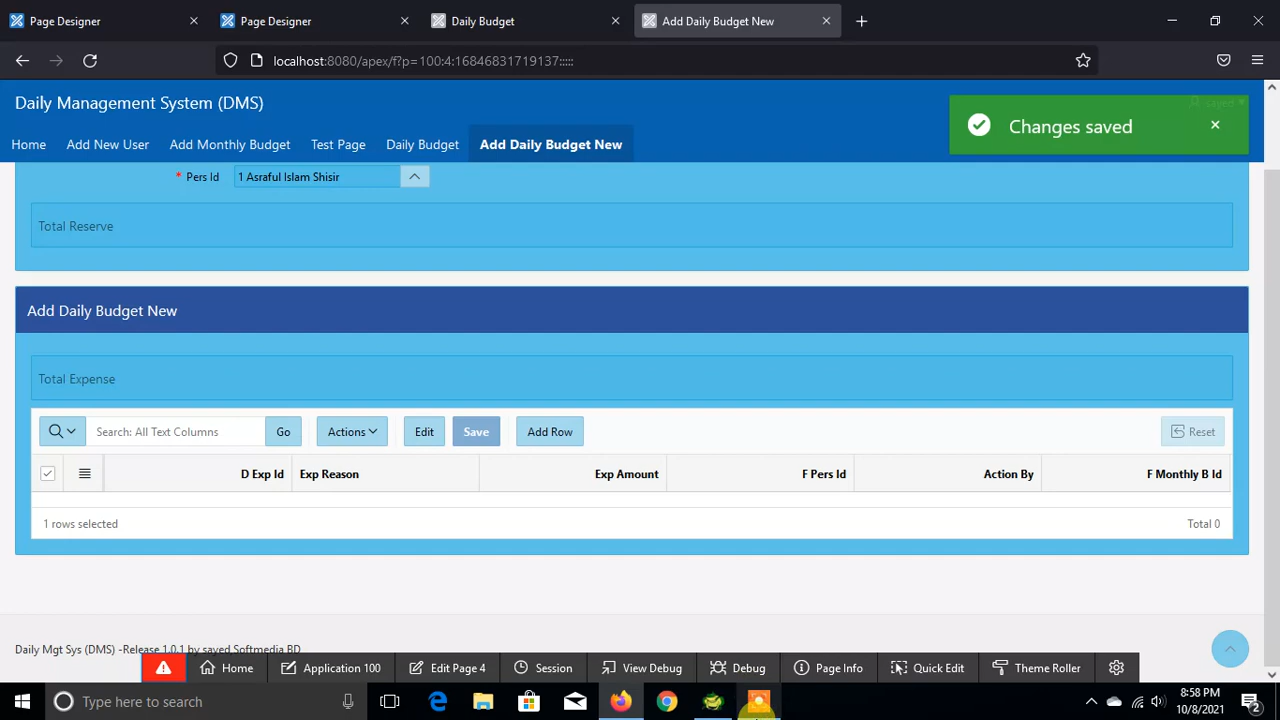 Page Designer
Page Designer
Daily Budget
Add Daily Budget New
localhost:8080/apex/f?p=100:4:16846831719137:::::
Daily Management System (DMS)
Home
Add New User
Add Monthly Budget
Test Page
Daily Budget
Add Daily Budget New
Changes saved
* Pers Id
1 Asraful Islam Shisir
Total Reserve
Add Daily Budget New
Total Expense
Search: All Text Columns
Go
Actions
Edit
Save
Add Row
Reset
D Exp Id
Exp Reason
Exp Amount
F Pers Id
Action By
F Monthly B Id
1 rows selected
Total 0
Daily Mgt Sys (DMS) -Release 1.0.1 by sayed Softmedia BD
Home
Application 100
Edit Page 4
Session
View Debug
Debug
Page Info
Quick Edit
Theme Roller
Type here to search
8:58 PM
10/8/2021
2